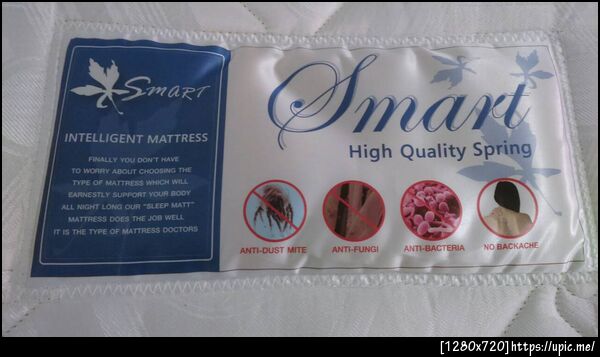 Smart
INTELLIGENT MATTRESS
FINALLY YOU DON'T HAVE
TO WORRY ABOUT CHOOSING THE
TYPE OF MATTRESS WHICH WILL
EARNESTLY SUPPORT YOUR BODY
ALL NIGHT LONG OUR "SLEEP MATT"
MATTRESS DOES THE JOB WELL
IT IS THE TYPE OF MATTRESS DOCTORS
Smart
High Quality Spring
ANTI-DUST MITE
ANTI-FUNGI
ANTI-BACTERIA
NO BACKACHE
[1280x720]https://upic.me/